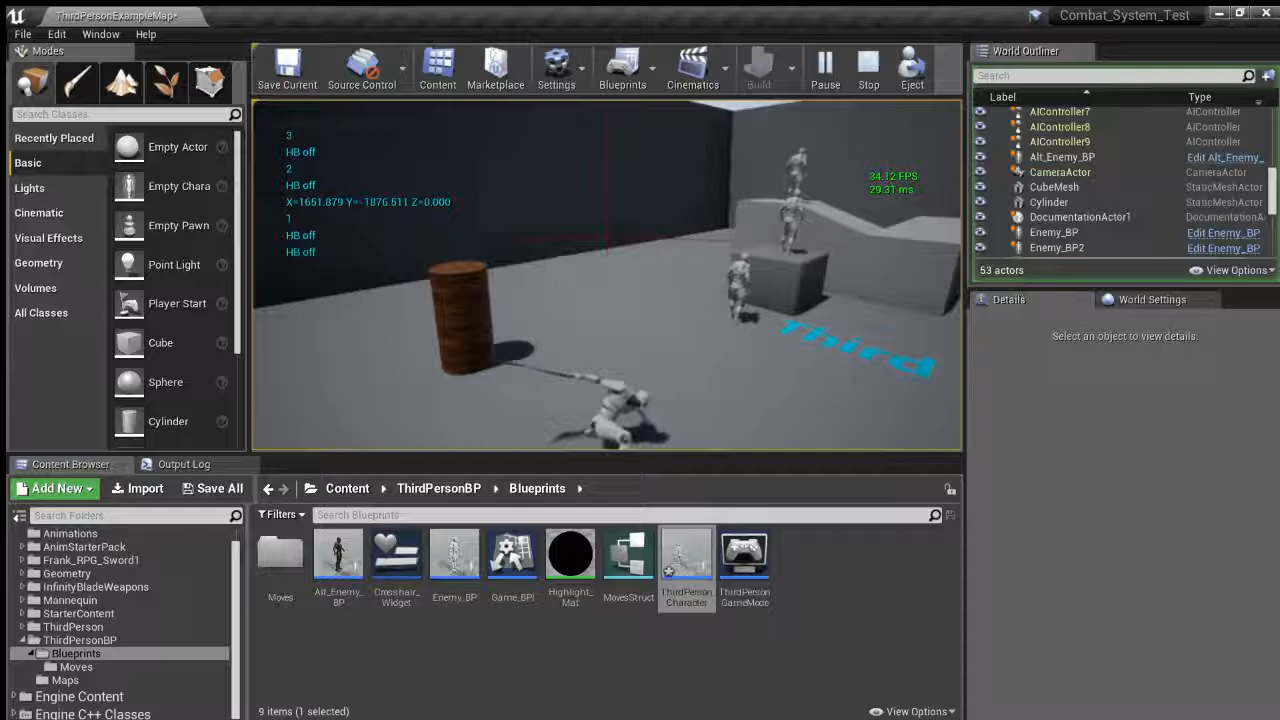 ThirdPersonExampleMap*
Combat_System_Test
File Edit Window Help
Modes
Search Classes
Recently Placed
Basic
Lights
Cinematic
Visual Effects
Geometry
Volumes
All Classes
Empty Actor
Empty Chara
Empty Pawn
Point Light
Player Start
Cube
Sphere
Cylinder
Save Current Source Control Content Marketplace Settings Blueprints Cinematics Build Pause Stop Eject
3
HB off
2
HB off
X=1651.879 Y=-1876.511 Z=0.000
1
HB off
HB off
34.12 FPS
29.31 ms
Third
World Outliner
Search
Label Type
AIController7 AIController
AIController8 AIController
AIController9 AIController
Alt_Enemy_BP Edit Alt_Enemy_
CameraActor CameraActor
CubeMesh StaticMeshActor
Cylinder StaticMeshActor
DocumentationActor1 DocumentationA
Enemy_BP Edit Enemy_BP
Enemy_BP2 Edit Enemy_BP
53 actors View Options
Details World Settings
Select an object to view details.
Content Browser Output Log
Add New Import Save All Content ThirdPersonBP Blueprints
Search Folders
Filters Search Blueprints
Animations
AnimStarterPack
Frank_RPG_Sword1
Geometry
InfinityBladeWeapons
Mannequin
StarterContent
ThirdPerson
ThirdPersonBP
Blueprints
Moves
Maps
Engine Content
Engine C++ Classes
Moves
Alt_Enemy_
BP
Crosshair_
Widget
Enemy_BP
Game_BPI
Highlight_
Mat
MovesStruct
ThirdPerson
Character
ThirdPerson
GameMode
9 items (1 selected) View Options